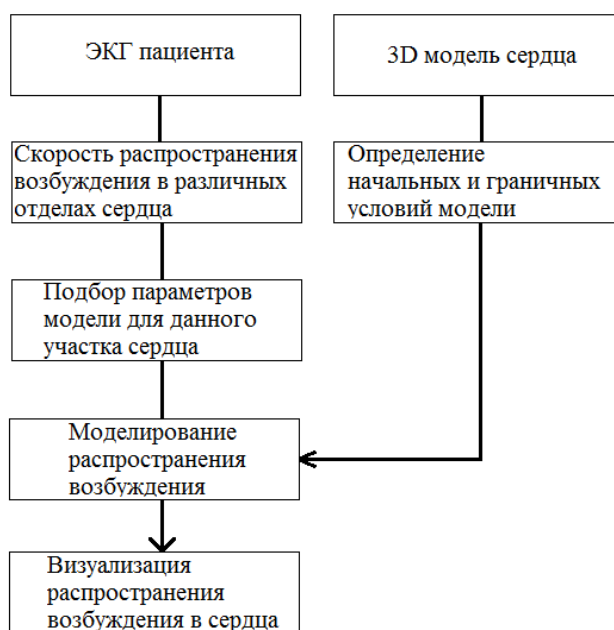 ЭКГ пациента
3D модель сердца
Скорость распространения
возбуждения в различных
отделах сердца
Определение
начальных и граничных
условий модели
Подбор параметров
модели для данного
участка сердца
Моделирование
распространения
возбуждения
Визуализация
распространения
возбуждения в сердца